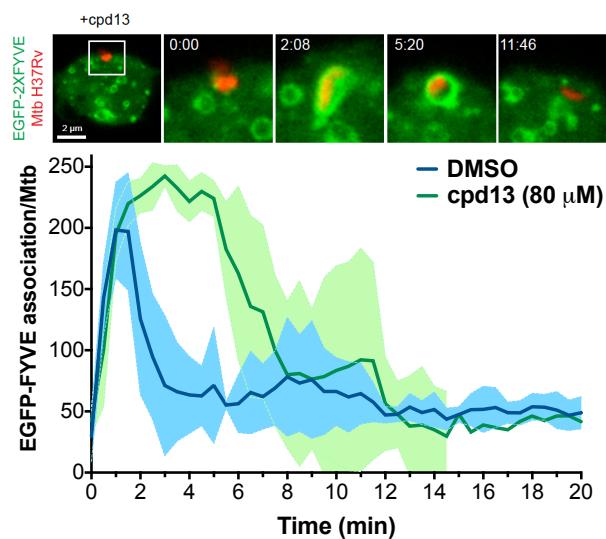 +cpd13
EGFP-2XFYVE
Mtb H37Rv
2 µm
0:00
2:08
5:20
11:46
DMSO
cpd13 (80 µM)
EGFP-FYVE association/Mtb
250
200
150
100
50
0
0 2 4 6 8 10 12 14 16 18 20
Time (min)